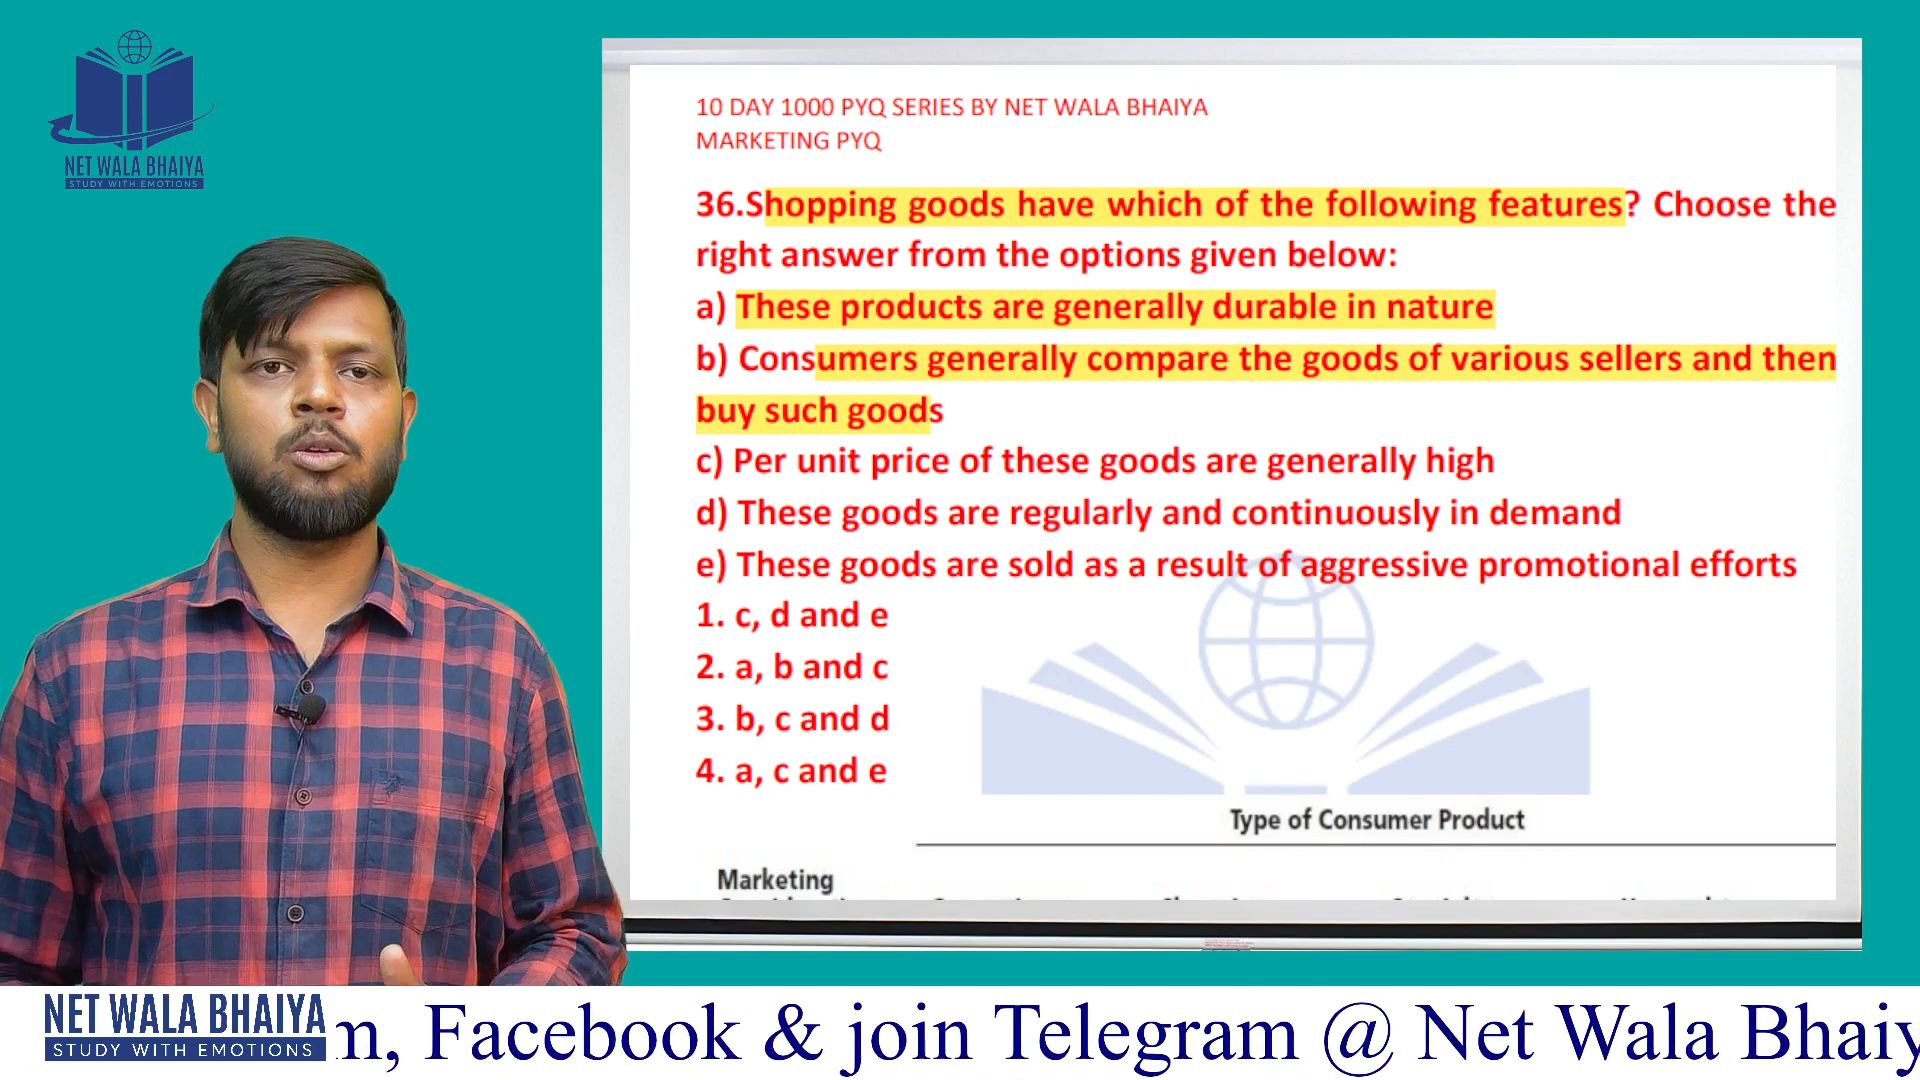 NET WALA BHAIYA
STUDY WITH EMOTIONS
10 DAY 1000 PYQ SERIES BY NET WALA BHAIYA
MARKETING PYQ
36.Shopping goods have which of the following features? Choose the
right answer from the options given below:
a) These products are generally durable in nature
b) Consumers generally compare the goods of various sellers and then
buy such goods
c) Per unit price of these goods are generally high
d) These goods are regularly and continuously in demand
e) These goods are sold as a result of aggressive promotional efforts
1. c, d and e
2. a, b and c
3. b, c and d
4. a, c and e
Type of Consumer Product
Marketing
NET WALA BHAIYA
STUDY WITH EMOTIONS
m, Facebook & join Telegram @ Net Wala Bhaiy